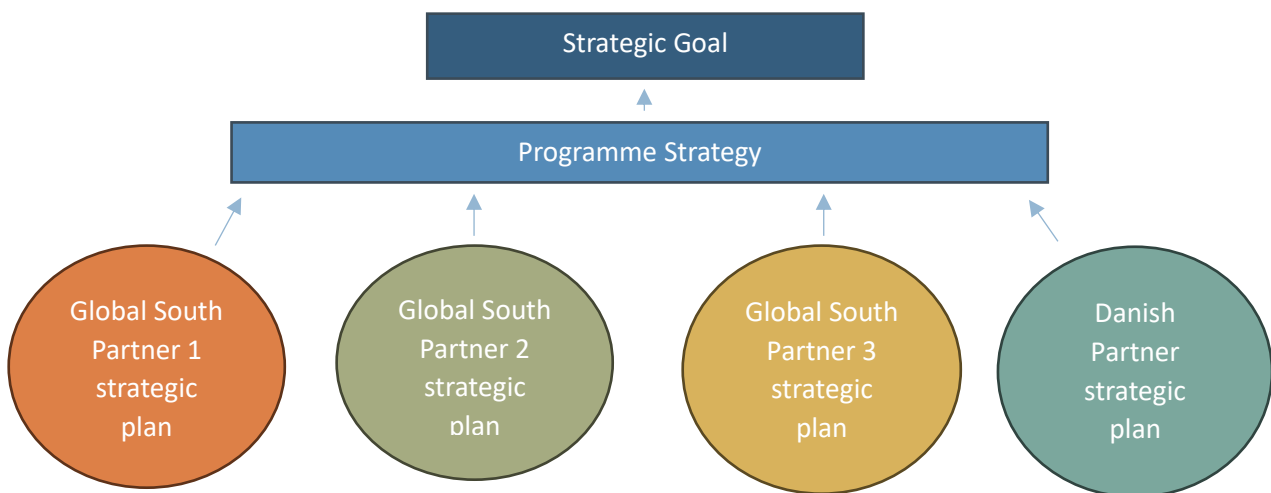 Strategic Goal
Programme Strategy
Global South
Partner 1
strategic
plan
Global South
Partner 2
strategic
plan
Global South
Partner 3
strategic
plan
Danish
Partner
strategic
plan